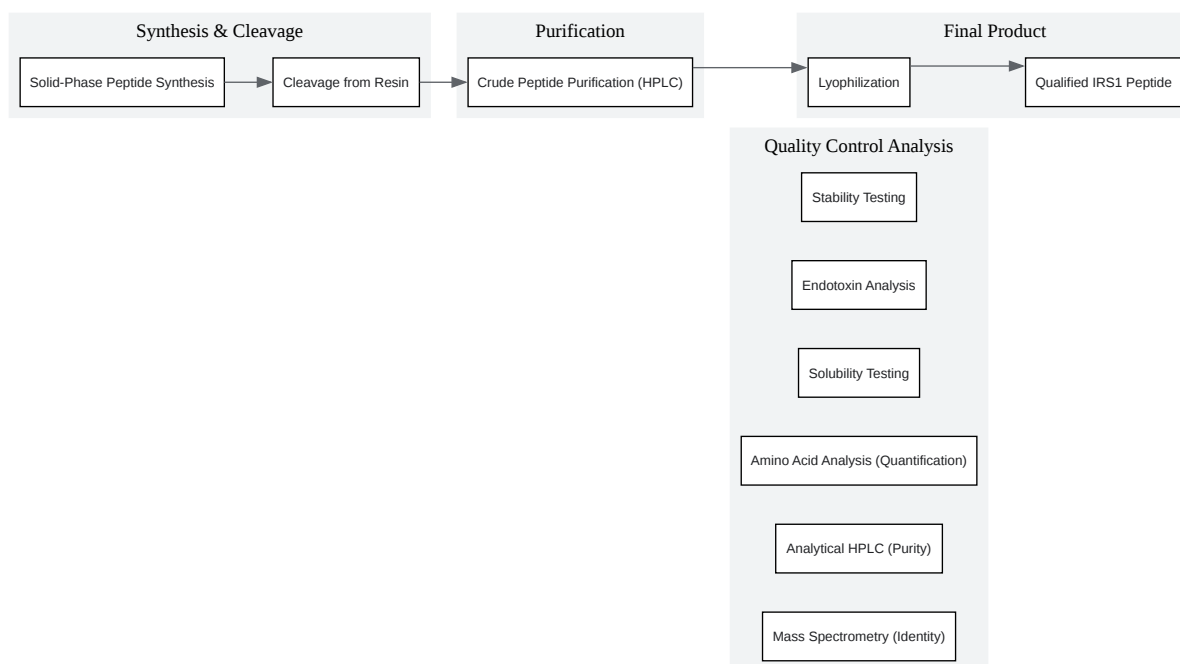 Synthesis & Cleavage
Solid-Phase Peptide Synthesis
Cleavage from Resin
Purification
Crude Peptide Purification (HPLC)
Final Product
Lyophilization
Qualified IRS1 Peptide
Quality Control Analysis
Stability Testing
Endotoxin Analysis
Solubility Testing
Amino Acid Analysis (Quantification)
Analytical HPLC (Purity)
Mass Spectrometry (Identity)